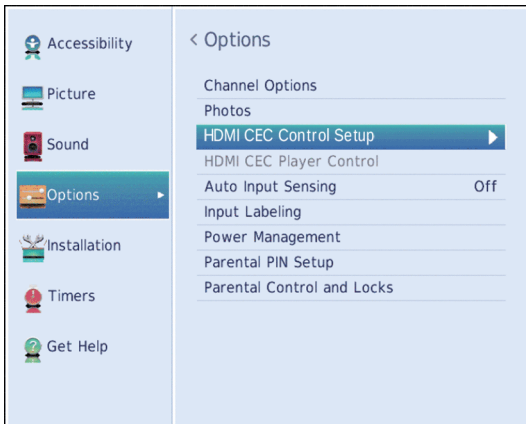 Accessibility
Picture
Sound
Options
Installation
Timers
Get Help
< Options
Channel Options
Photos
HDMI CEC Control Setup
HDMI CEC Player Control
Auto Input Sensing Off
Input Labeling
Power Management
Parental PIN Setup
Parental Control and Locks